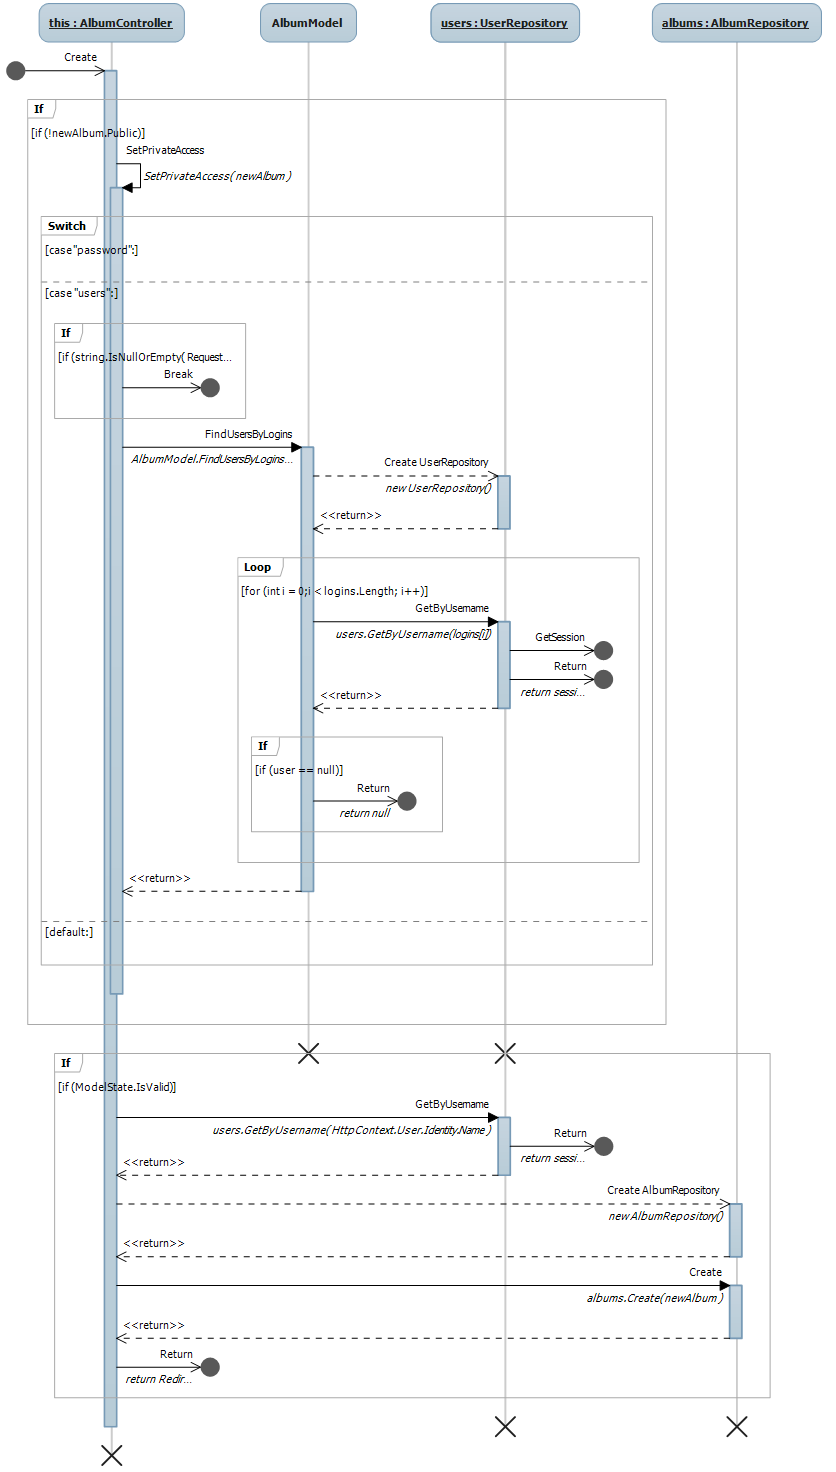 this : AlbumController
AlbumModel
users : UserRepository
albums : AlbumRepository
Create
If
[if (!newAlbum.Public)]
SetPrivateAccess
SetPrivateAccess( newAlbum )
Switch
[case "password":]
[case "users":]
If
[if (string.IsNullOrEmpty( Request...
Break
FindUsersByLogins
AlbumModel.FindUsersByLogins...
Create UserRepository
new UserRepository()
<<return>>
Loop
[for (int i = 0;i < logins.Length; i++)]
GetByUsername
users.GetByUsername(logins[i])
GetSession
Return
return sessi...
<<return>>
If
[if (user == null)]
Return
return null
<<return>>
[default:]
If
[if (ModelState.IsValid)]
GetByUsername
users.GetByUsername( HttpContext.User.Identity.Name )
Return
return sessi...
<<return>>
Create AlbumRepository
new AlbumRepository()
<<return>>
Create
albums.Create(newAlbum )
<<return>>
Return
return Redir...